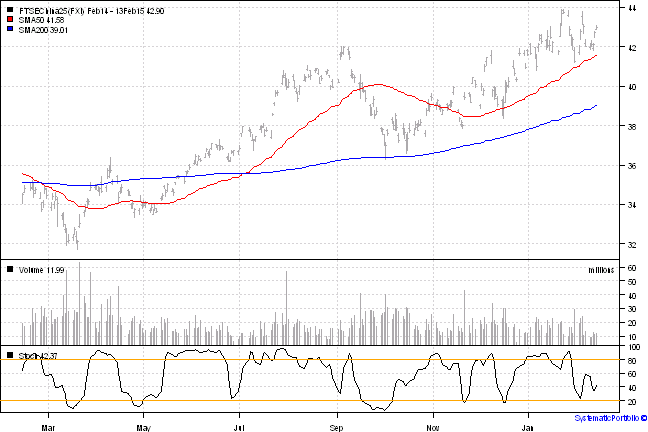 FTSEChina25(FXI) Feb14 - 13Feb15 42.90
SMA50 41.58
SMA200 39.01
44
42
40
38
36
34
32
Volume 11.99
millions
60
50
40
30
20
10
Stoch 42.37
100
80
60
40
20
Mar May Jul Sep Nov Jan
SystematicPortfolio ©